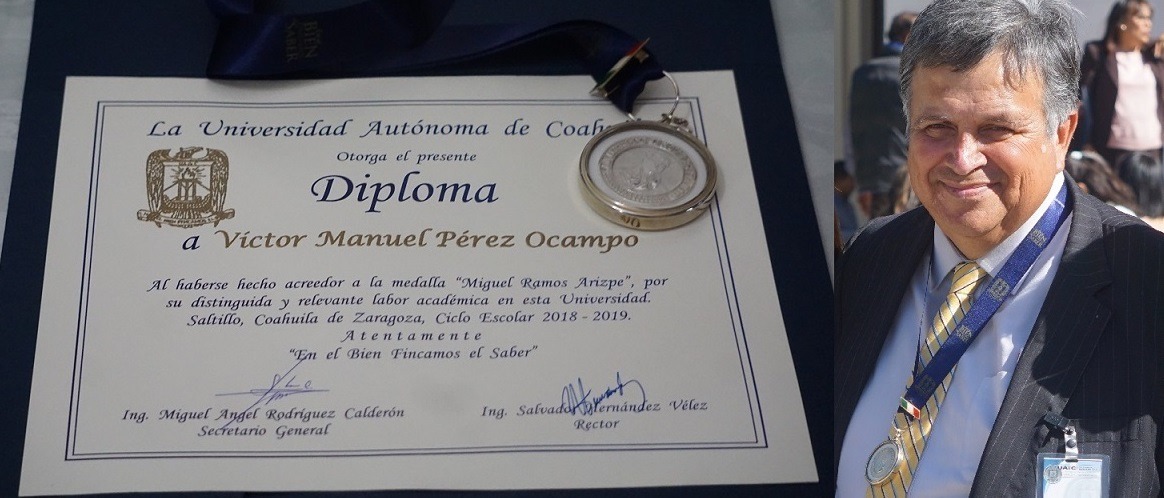 BIEN
SABER
La Universidad Autónoma de
Otorga el presente
Diploma
a Víctor Manuel Pérez Ocampo
Al haberse hecho acreedor a la medalla “Miguel Ramos Arizpe”, por
su distinguida y relevante labor académica en esta Universidad.
Saltillo, Coahuila de Zaragoza, Ciclo Escolar 2018 - 2019.
Atentamente
“En el Bien Fincamos el Saber”
Ing. Miguel Angel Rodríguez Calderón
Secretario General
Ing. Salvador Hernández Vélez
Rector